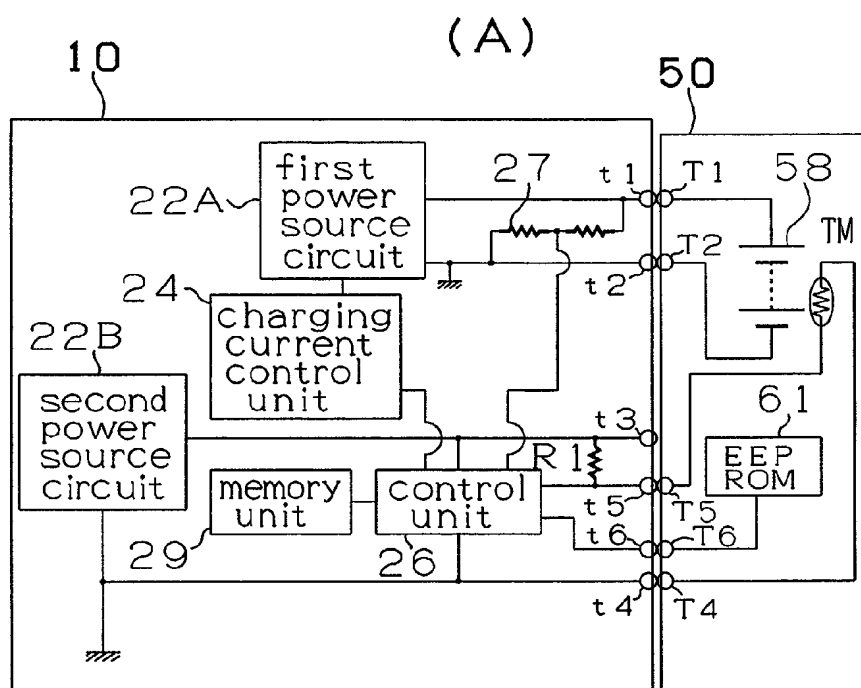 (A)
10
50
first
power
source
circuit
22A
27
t1
T1
58
TM
t2
T2
24
charging
current
control
unit
22B
second
power
source
circuit
t3
61
R1
EEP
ROM
memory
unit
control
unit
t5
T5
29
26
t6
T6
t4
T4